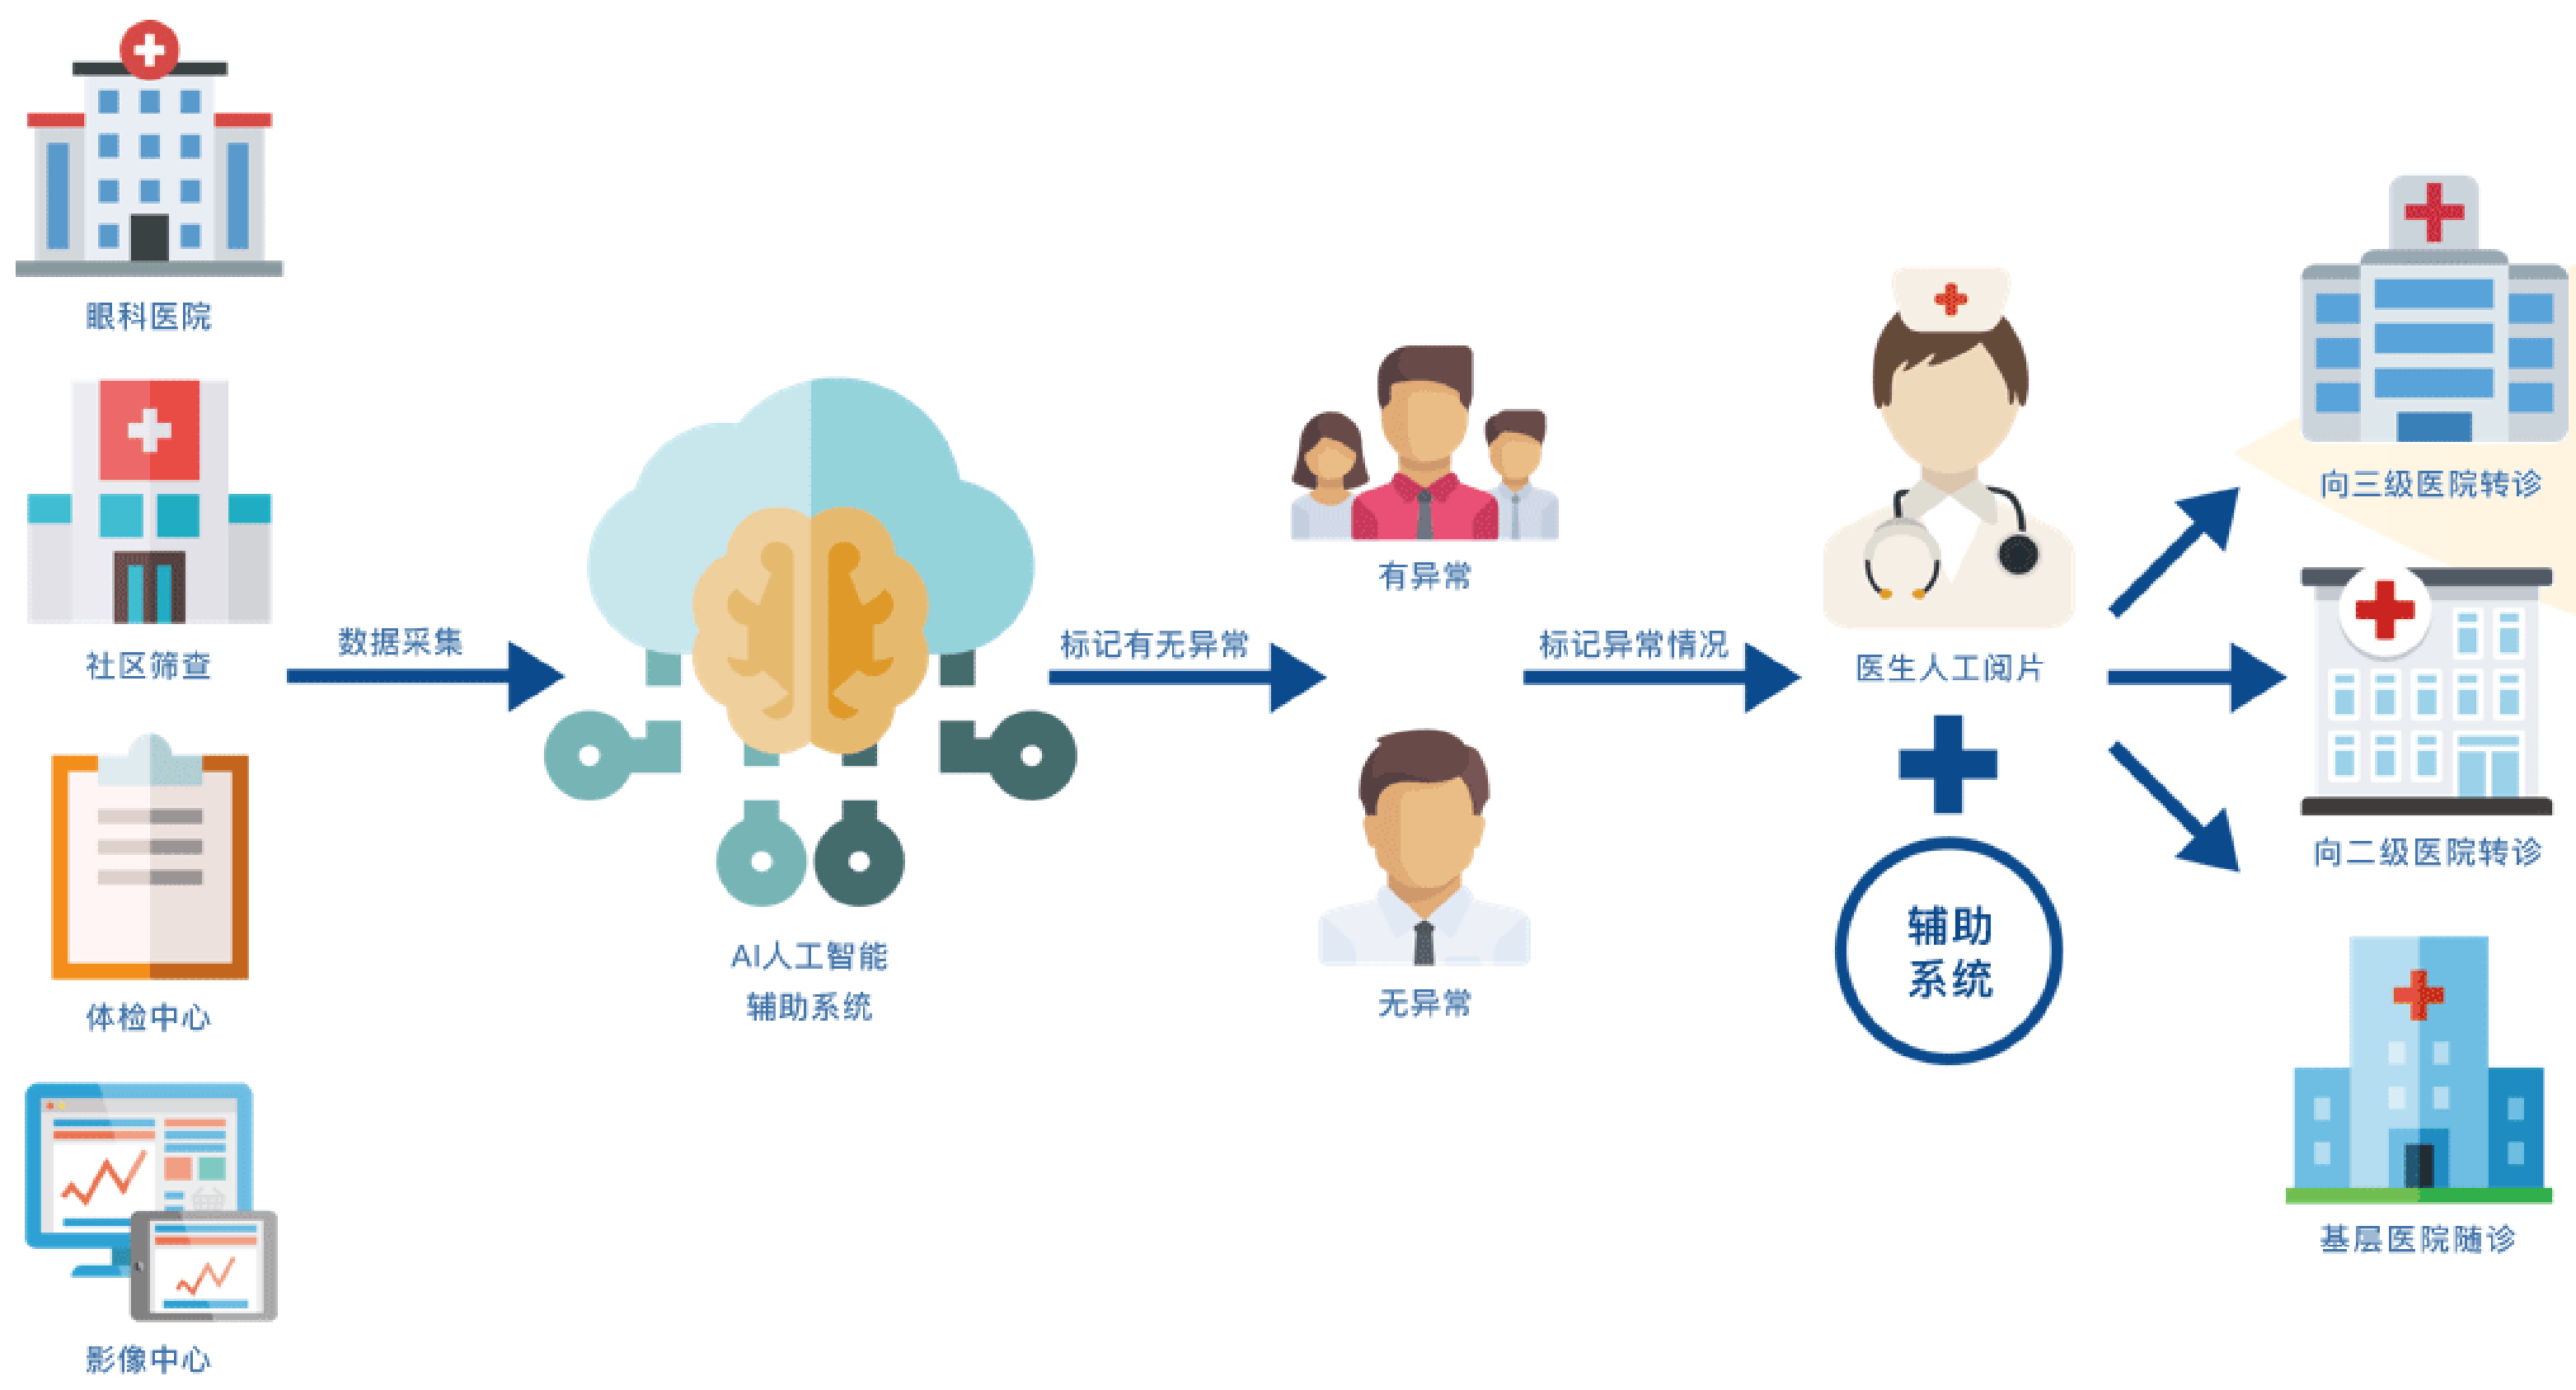 眼科医院
社区筛查
体检中心
影像中心
数据采集
AI人工智能
辅助系统
标记有无异常
有异常
无异常
标记异常情况
医生人工阅片
辅助
系统
向三级医院转诊
向二级医院转诊
基层医院随诊